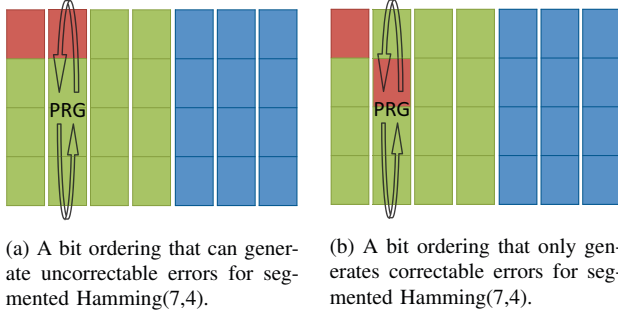 PRG
PRG
(a) A bit ordering that can gener-
ate uncorrectable errors for seg-
mented Hamming(7,4).
(b) A bit ordering that only gen-
erates correctable errors for seg-
mented Hamming(7,4).